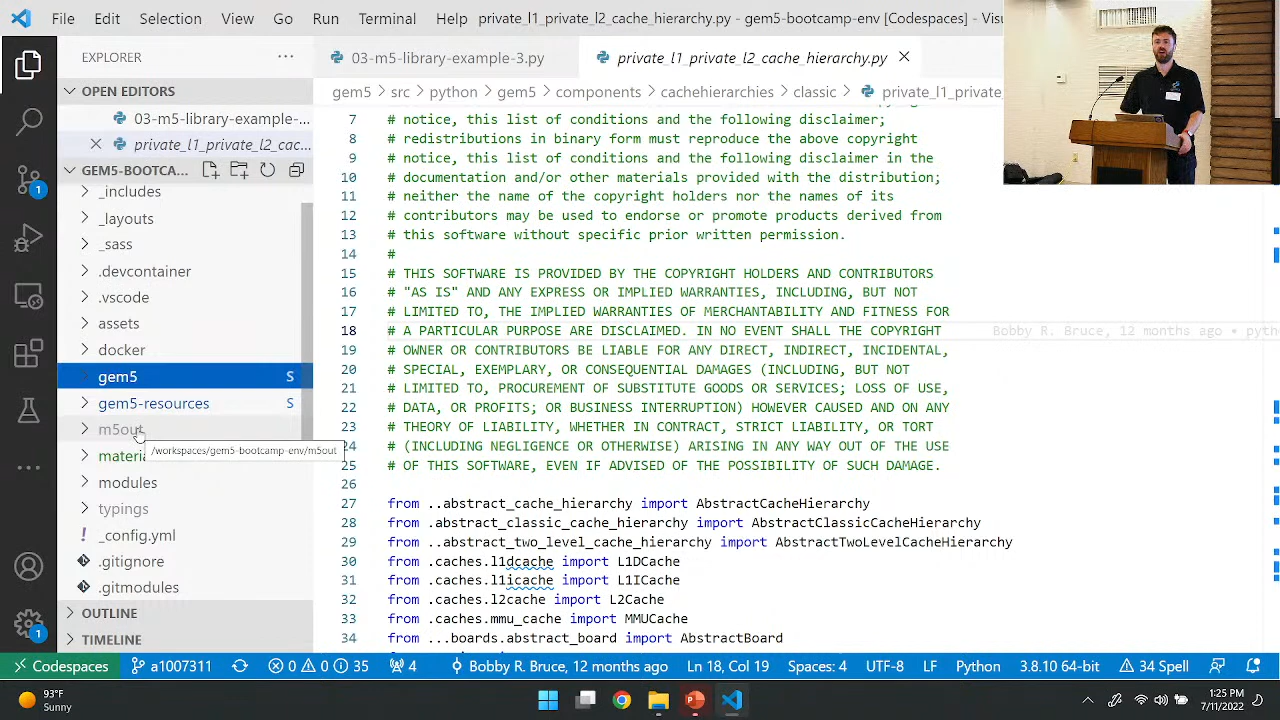 File Edit Selection View Go Run Terminal Help private_l1_private_l2_cache_hierarchy.py - gem5-bootcamp-env [Codespaces] - Visu
EXPLORER
03-m5-library-example-3.py
private_l1_private_l2_cache_hierarchy.py
OPEN EDITORS
03-m5-library-example-...
private_l1_private_l2_cac...
GEM5-BOOTCA...
_includes
_layouts
_sass
.devcontainer
.vscode
assets
docker
gem5 S
gem5-resources S
m5out
/workspaces/gem5-bootcamp-env/m5out
materia
modules
typings
_config.yml
.gitignore
.gitmodules
OUTLINE
TIMELINE
1
1
gem5 > src > python > gem5 > components > cachehierarchies > classic > private_l1_private_
7 # notice, this list of conditions and the following disclaimer;
8 # redistributions in binary form must reproduce the above copyright
9 # notice, this list of conditions and the following disclaimer in the
10 # documentation and/or other materials provided with the distribution;
11 # neither the name of the copyright holders nor the names of its
12 # contributors may be used to endorse or promote products derived from
13 # this software without specific prior written permission.
14 #
15 # THIS SOFTWARE IS PROVIDED BY THE COPYRIGHT HOLDERS AND CONTRIBUTORS
16 # "AS IS" AND ANY EXPRESS OR IMPLIED WARRANTIES, INCLUDING, BUT NOT
17 # LIMITED TO, THE IMPLIED WARRANTIES OF MERCHANTABILITY AND FITNESS FOR
18 # A PARTICULAR PURPOSE ARE DISCLAIMED. IN NO EVENT SHALL THE COPYRIGHT Bobby R. Bruce, 12 months ago • pyth
19 # OWNER OR CONTRIBUTORS BE LIABLE FOR ANY DIRECT, INDIRECT, INCIDENTAL,
20 # SPECIAL, EXEMPLARY, OR CONSEQUENTIAL DAMAGES (INCLUDING, BUT NOT
21 # LIMITED TO, PROCUREMENT OF SUBSTITUTE GOODS OR SERVICES; LOSS OF USE,
22 # DATA, OR PROFITS; OR BUSINESS INTERRUPTION) HOWEVER CAUSED AND ON ANY
23 # THEORY OF LIABILITY, WHETHER IN CONTRACT, STRICT LIABILITY, OR TORT
24 # (INCLUDING NEGLIGENCE OR OTHERWISE) ARISING IN ANY WAY OUT OF THE USE
25 # OF THIS SOFTWARE, EVEN IF ADVISED OF THE POSSIBILITY OF SUCH DAMAGE.
26
27 from ..abstract_cache_hierarchy import AbstractCacheHierarchy
28 from .abstract_classic_cache_hierarchy import AbstractClassicCacheHierarchy
29 from ..abstract_two_level_cache_hierarchy import AbstractTwoLevelCacheHierarchy
30 from .caches.l1dcache import L1DCache
31 from .caches.l1icache import L1ICache
32 from .caches.l2cache import L2Cache
33 from .caches.mmu_cache import MMUCache
34 from ...boards.abstract_board import AbstractBoard
Codespaces a1007311 0 0 35 4 Bobby R. Bruce, 12 months ago Ln 18, Col 19 Spaces: 4 UTF-8 LF Python 3.8.10 64-bit 34 Spell
93°F
Sunny
1:25 PM
7/11/2022